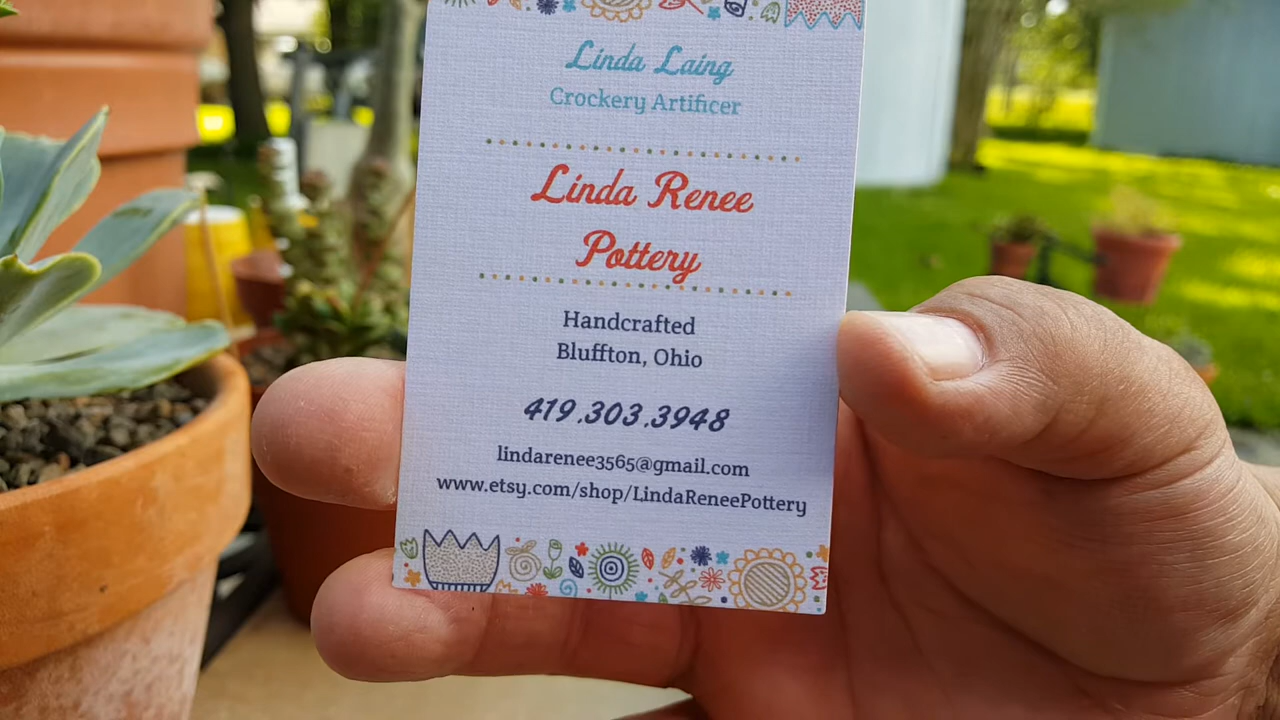 Linda Laing
Crockery Artificer
Linda Renee
Pottery
Handcrafted
Bluffton, Ohio
419.303.3948
lindarenee3565@gmail.com
www.etsy.com/shop/LindaReneePottery